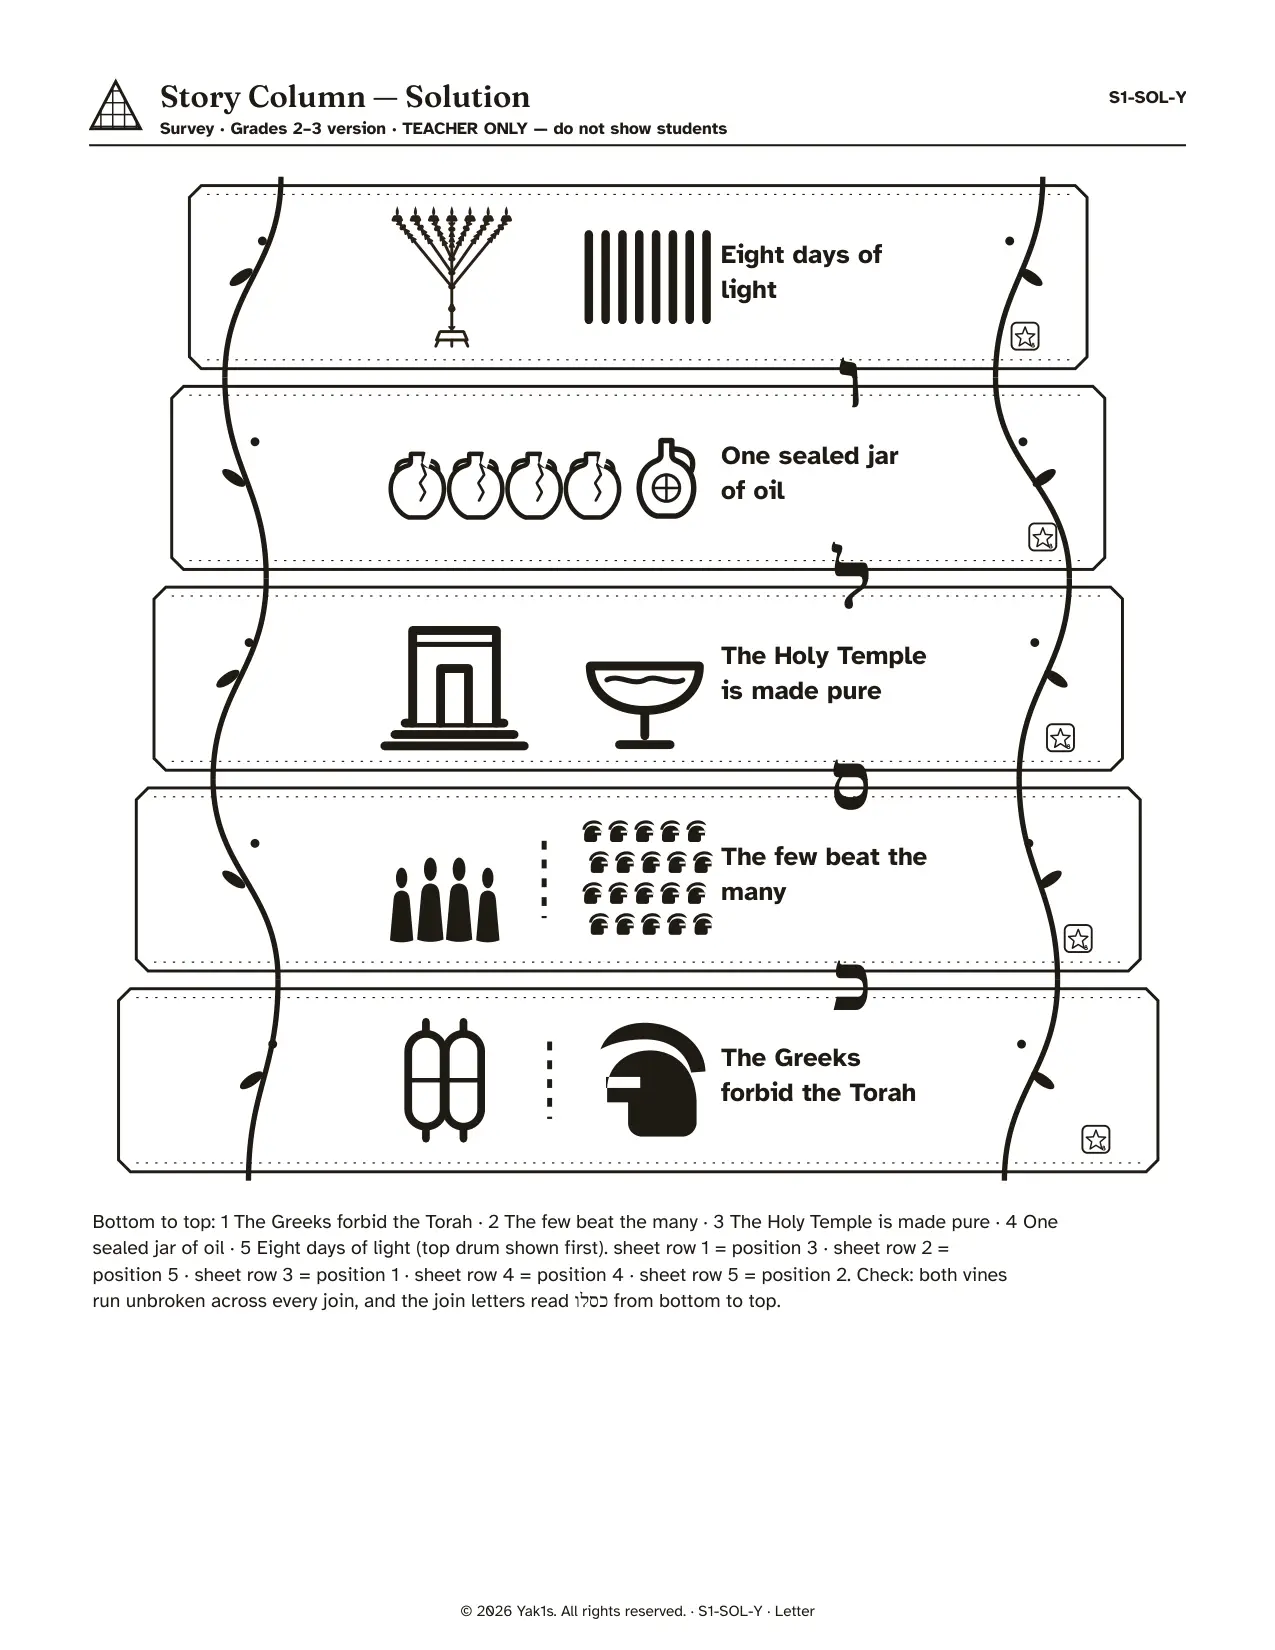 Story Column — Solution
S1-SOL-Y
Survey · Grades 2–3 version · TEACHER ONLY — do not show students
Eight days of
light
ו
One sealed jar
of oil
ל
The Holy Temple
is made pure
ס
The few beat the
many
כ
The Greeks
forbid the Torah
Bottom to top: 1 The Greeks forbid the Torah · 2 The few beat the many · 3 The Holy Temple is made pure · 4 One
sealed jar of oil · 5 Eight days of light (top drum shown first). sheet row 1 = position 3 · sheet row 2 =
position 5 · sheet row 3 = position 1 · sheet row 4 = position 4 · sheet row 5 = position 2. Check: both vines
run unbroken across every join, and the join letters read כסלו from bottom to top.
© 2026 Yak1s. All rights reserved. · S1-SOL-Y · Letter